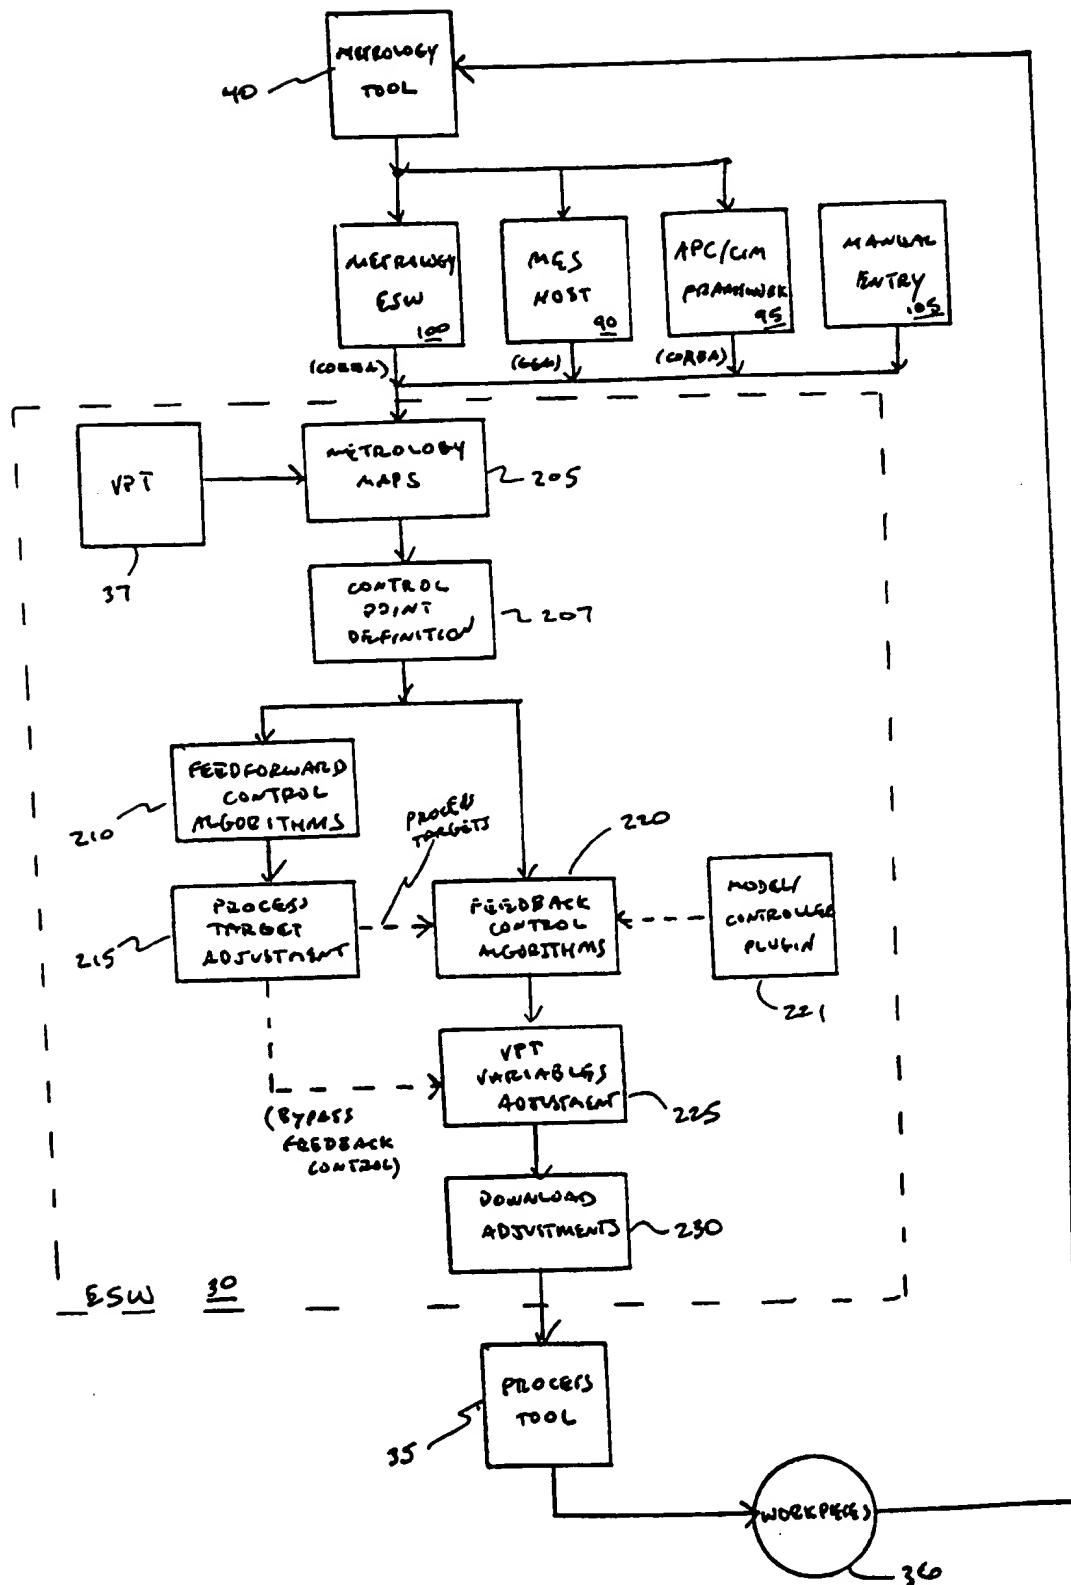 METROLOGY
TOOL
40
METROLOGY
ESW
100
MES
HOST
90
APC/CIM
FRAMEWORK
95
MANUAL
ENTRY
105
(CORBA)
(GEM)
(CORBA)
VPT
37
METROLOGY
MAPS
205
CONTROL
POINT
DEFINITION
207
FEEDFORWARD
CONTROL
ALGORITHMS
210
PROCESS
TARGETS
220
PROCESS
TARGET
ADJUSTMENT
215
FEEDBACK
CONTROL
ALGORITHMS
MODEL/
CONTROLLER
PLUGIN
221
VPT
VARIABLES
ADJUSTMENT
225
(BYPASS
FEEDBACK
CONTROL)
DOWNLOAD
ADJUSTMENTS
230
ESW 30
PROCESS
TOOL
35
WORKPIECES
36